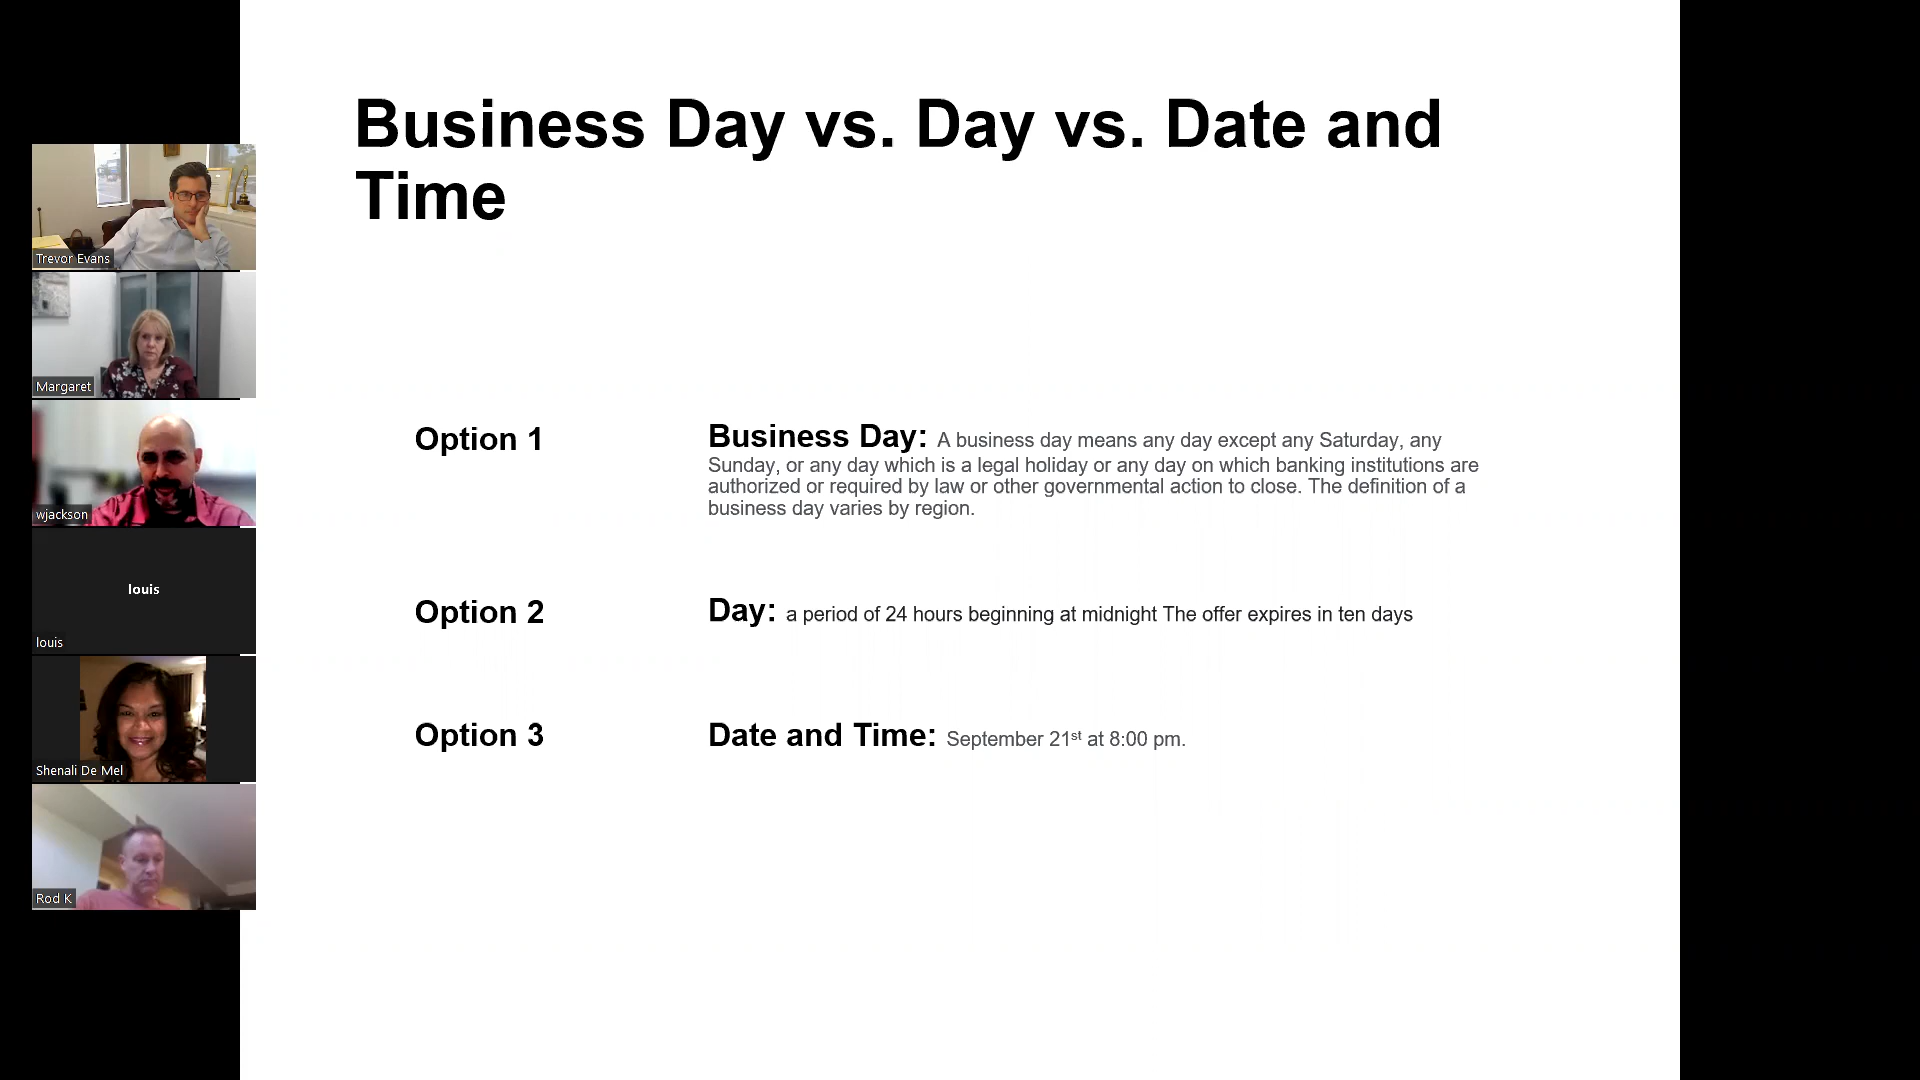 Business Day vs. Day vs. Date and
Time
Trevor Evans
Margaret
wjackson
louis
louis
Shenali De Mel
Rod K
Option 1
Business Day: A business day means any day except any Saturday, any
Sunday, or any day which is a legal holiday or any day on which banking institutions are
authorized or required by law or other governmental action to close. The definition of a
business day varies by region.
Option 2
Day: a period of 24 hours beginning at midnight The offer expires in ten days
Option 3
Date and Time: September 21st at 8:00 pm.